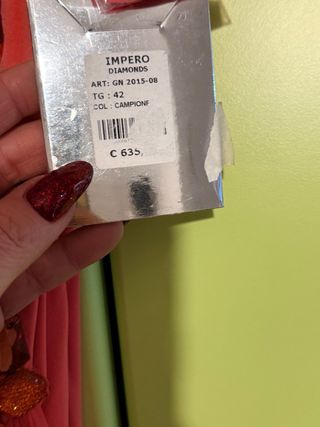 IMPERO
DIAMONDS
ART: GN 2015-08
TG : 42
COL : CAMPIONE
€ 635,